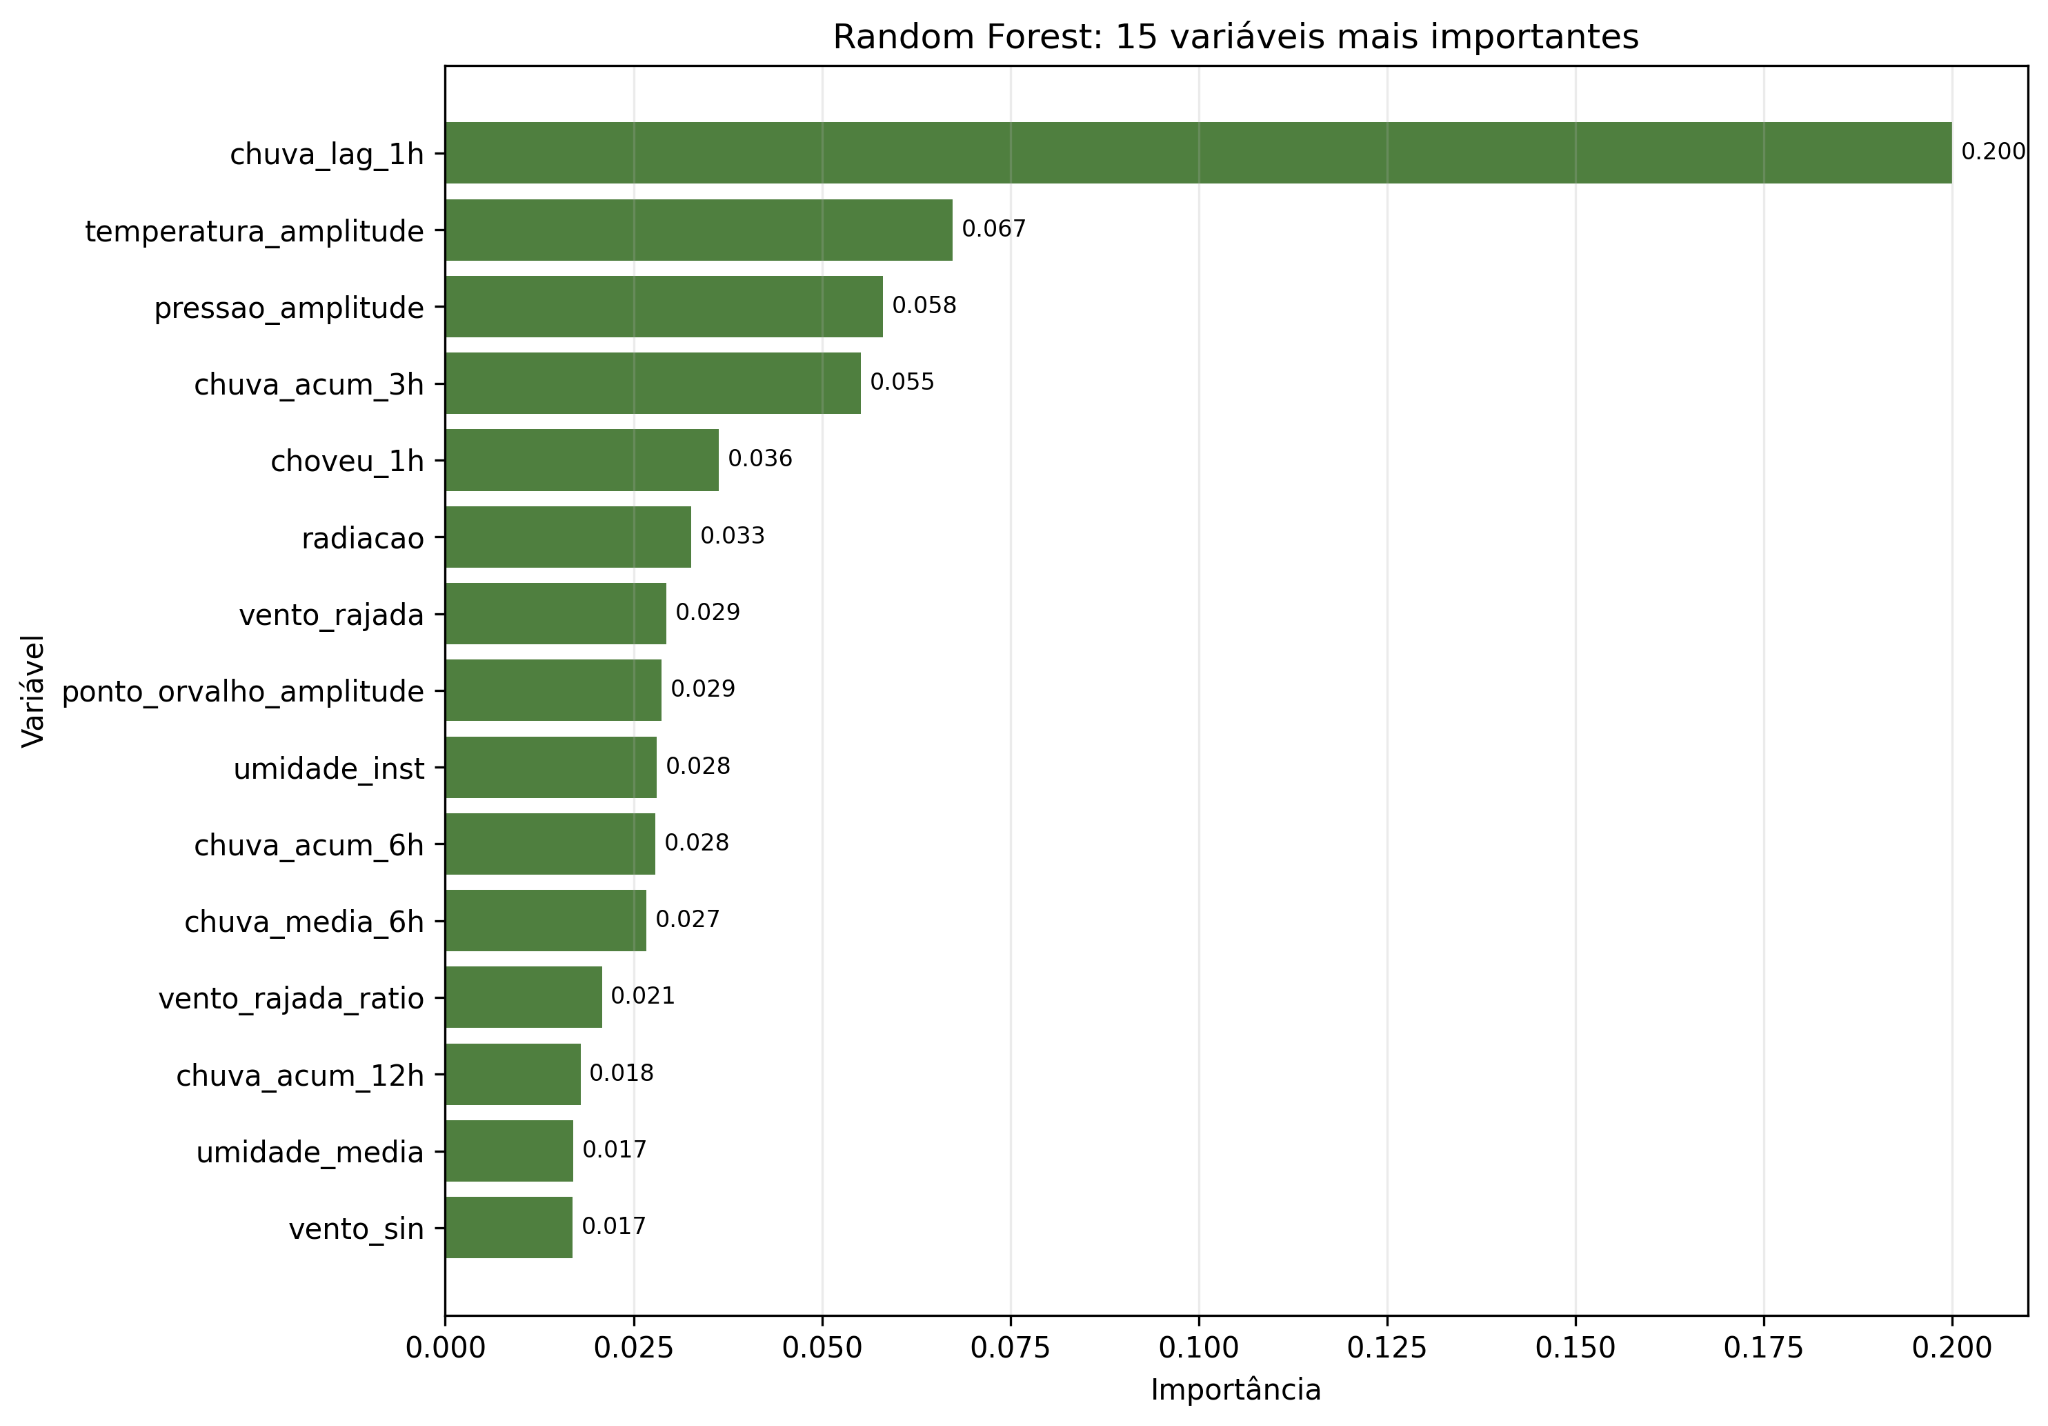 Random Forest: 15 variáveis mais importantes
Variável
chuva_lag_1h 0.200
temperatura_amplitude 0.067
pressao_amplitude 0.058
chuva_acum_3h 0.055
choveu_1h 0.036
radiacao 0.033
vento_rajada 0.029
ponto_orvalho_amplitude 0.029
umidade_inst 0.028
chuva_acum_6h 0.028
chuva_media_6h 0.027
vento_rajada_ratio 0.021
chuva_acum_12h 0.018
umidade_media 0.017
vento_sin 0.017
0.000 0.025 0.050 0.075 0.100 0.125 0.150 0.175 0.200
Importância